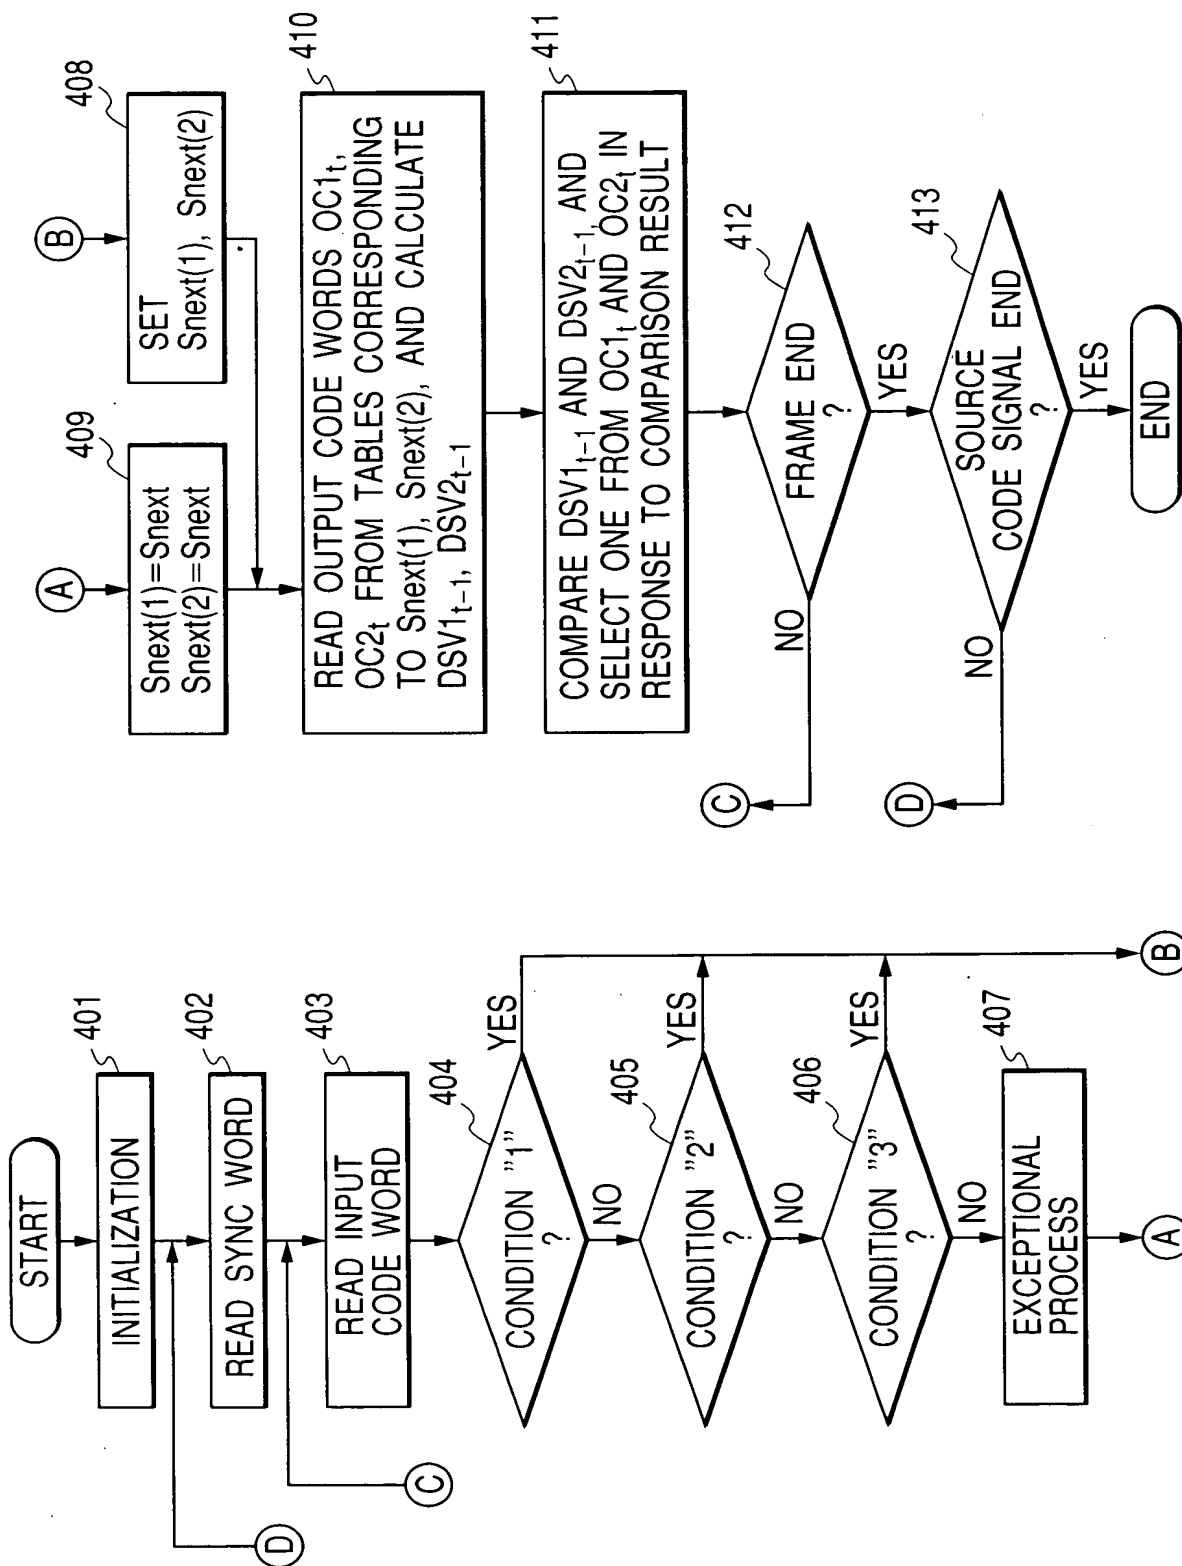 START
401
INITIALIZATION
402
READ SYNC WORD
403
READ INPUT
CODE WORD
404
CONDITION "1"
?
YES
NO
405
CONDITION "2"
?
YES
NO
406
CONDITION "3"
?
YES
NO
407
EXCEPTIONAL
PROCESS
A
B
C
D
A
409
Snext(1)=Snext
Snext(2)=Snext
B
408
SET
Snext(1), Snext(2)
410
READ OUTPUT CODE WORDS OC1t,
OC2t FROM TABLES CORRESPONDING
TO Snext(1), Snext(2), AND CALCULATE
DSV1t−1, DSV2t−1
411
COMPARE DSV1t−1 AND DSV2t−1, AND
SELECT ONE FROM OC1t AND OC2t IN
RESPONSE TO COMPARISON RESULT
412
FRAME END
?
NO
YES
C
413
SOURCE
CODE SIGNAL END
?
NO
YES
D
END